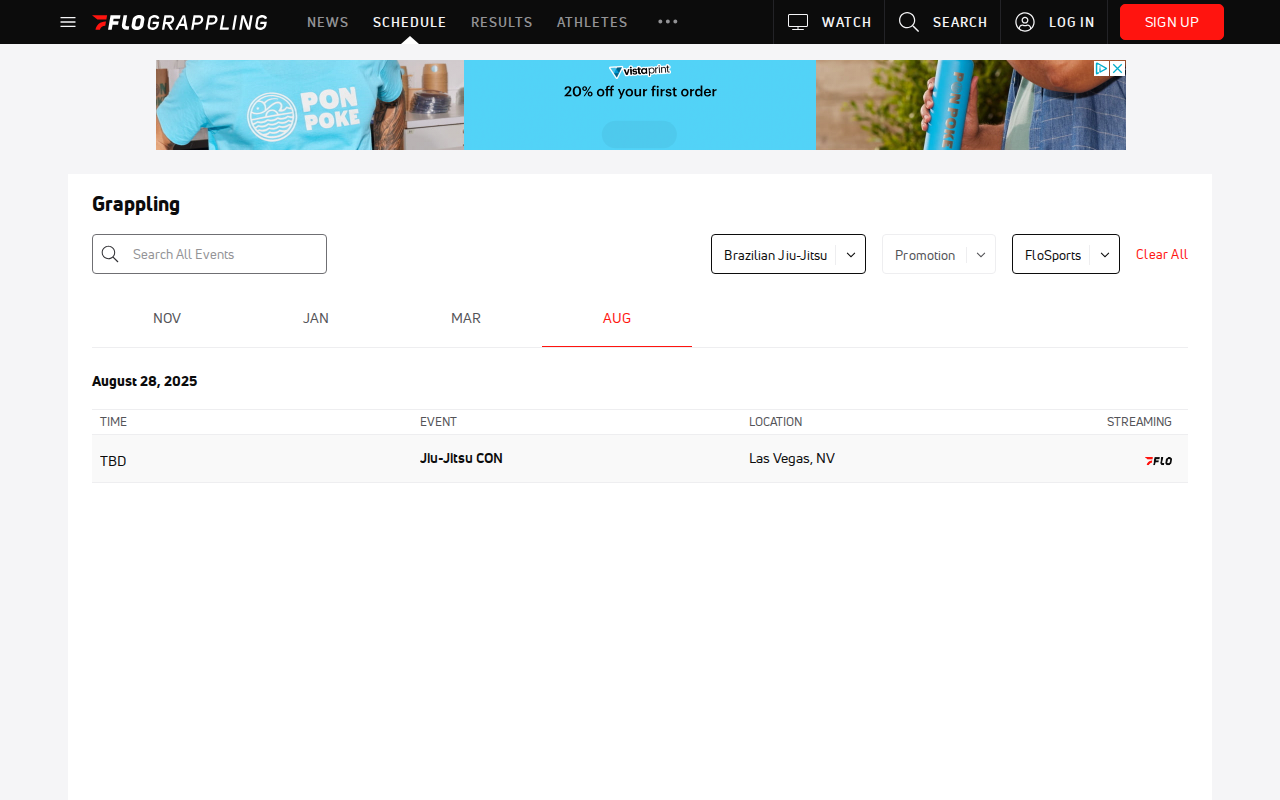 FLOGRAPPLING NEWS SCHEDULE RESULTS ATHLETES ••• WATCH SEARCH LOG IN SIGN UP
PON
POKE
vistaprint
20% off your first order
PON POKE
Grappling
Search All Events Brazilian Jiu-Jitsu Promotion FloSports Clear All
NOV JAN MAR AUG
August 28, 2025
TIME EVENT LOCATION STREAMING
TBD Jiu-Jitsu CON Las Vegas, NV FLO